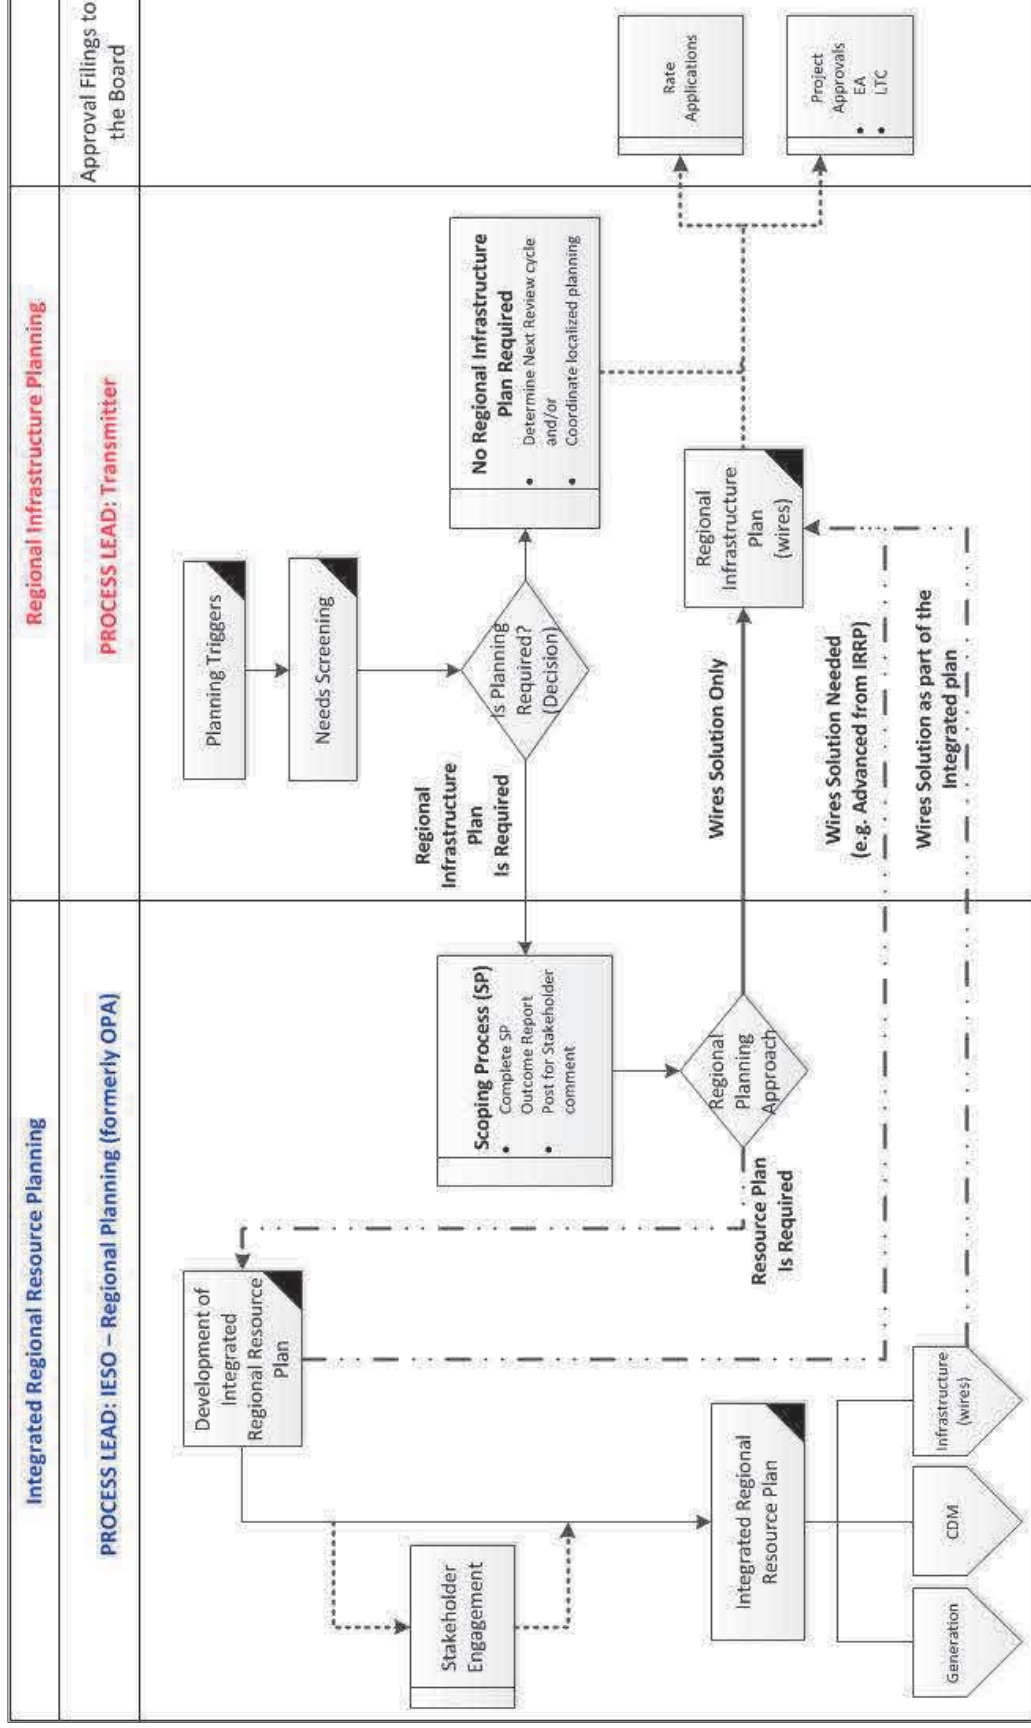 Integrated Regional Resource Planning
Regional Infrastructure Planning
PROCESS LEAD: IESO – Regional Planning (formerly OPA)
PROCESS LEAD: Transmitter
Approval Filings to
the Board
Planning Triggers
Needs Screening
Is Planning
Required?
(Decision)
No Regional Infrastructure
Plan Required
• Determine Next Review cycle
and/or
• Coordinate localized planning
Regional
Infrastructure
Plan
Is Required
Scoping Process (SP)
• Complete SP
Outcome Report
• Post for Stakeholder
comment
Regional
Planning
Approach
Resource Plan
Is Required
Wires Solution Only
Regional
Infrastructure
Plan
(wires)
Rate
Applications
Project
Approvals
• EA
• LTC
Development of
Integrated
Regional Resource
Plan
Stakeholder
Engagement
Integrated Regional
Resource Plan
Wires Solution Needed
(e.g. Advanced from IRRP)
Wires Solution as part of the
Integrated plan
Generation
CDM
Infrastructure
(wires)